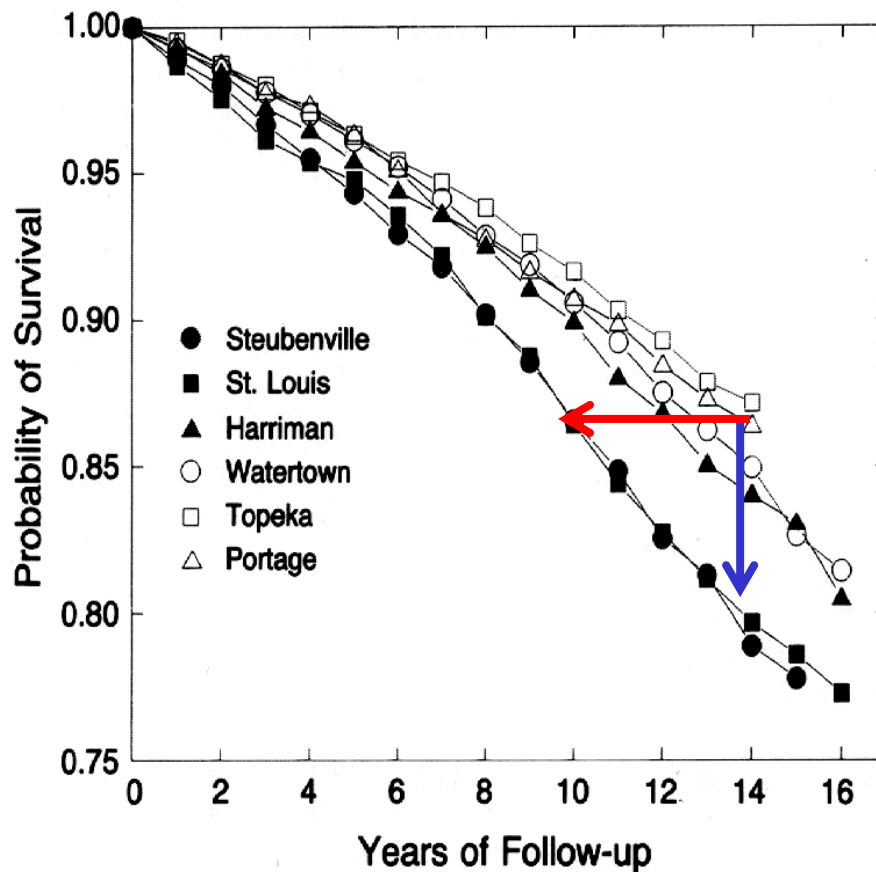 1.00
0.95
0.90
0.85
0.80
0.75
Probability of Survival
Steubenville
St. Louis
Harriman
Watertown
Topeka
Portage
0 2 4 6 8 10 12 14 16
Years of Follow-up